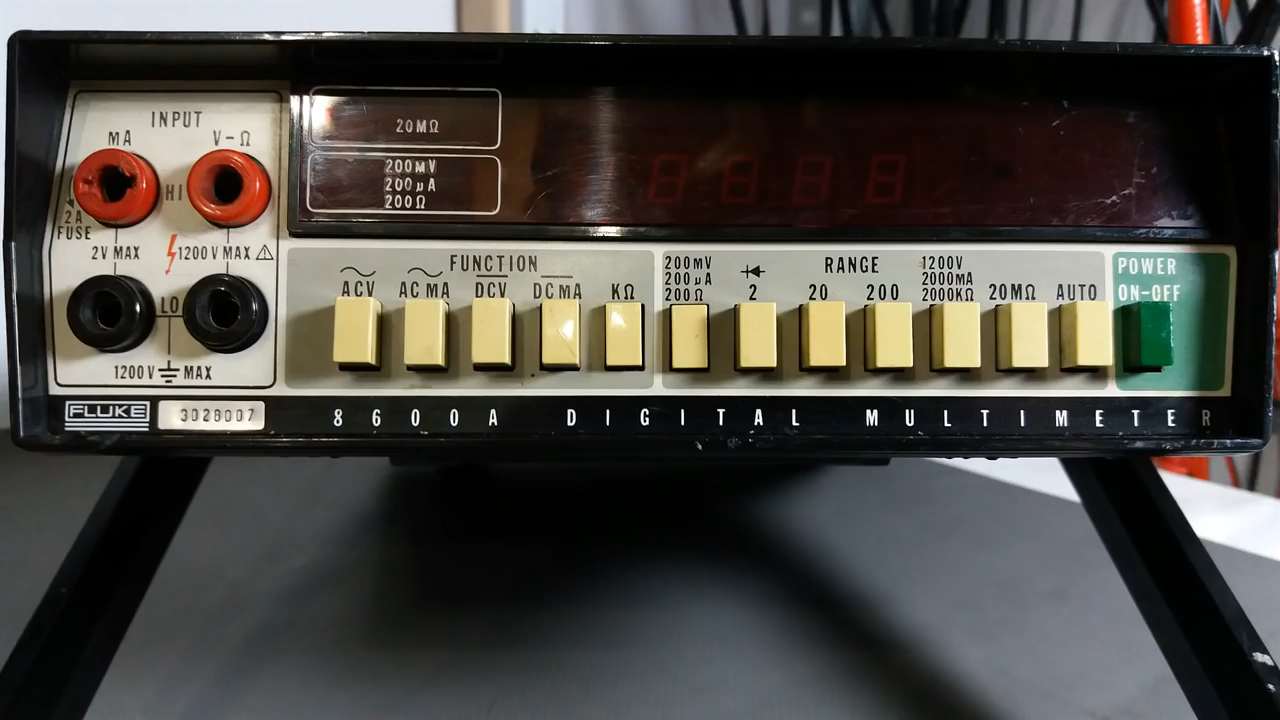 INPUT
MA V-Ω
HI
2A
FUSE
2V MAX 1200V MAX
LO
1200V MAX
20MΩ
200MV
200µA
200Ω
8888
FUNCTION
ACV AC MA DCV DC MA KΩ
RANGE
200MV
200µA
200Ω
2 20 200
1200V
2000MA
2000KΩ
20MΩ AUTO
POWER
ON-OFF
FLUKE 3028007
8600A DIGITAL MULTIMETER